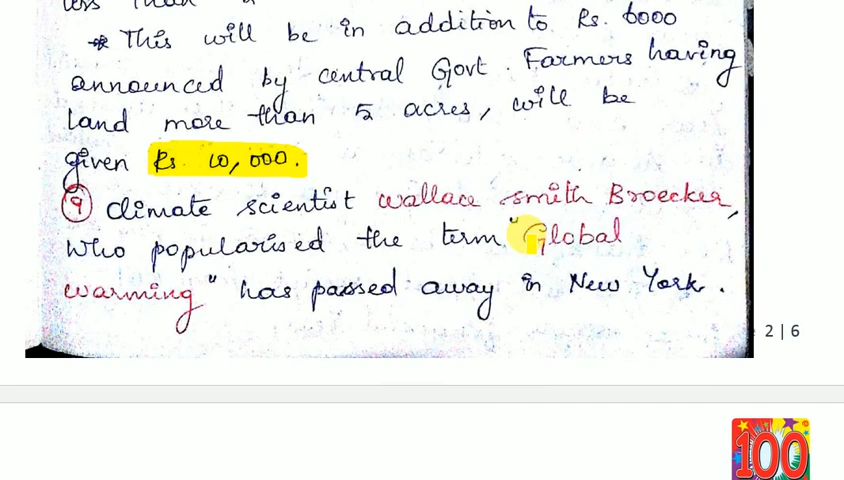 less than
* This will be in addition to Rs. 6000
announced by central Govt. Farmers having
land more than 5 acres, will be
given Rs. 10,000.
9 Climate scientist Wallace Smith Broecker,
who popularised the term "Global
warming" has passed away in New York.
2 | 6
100